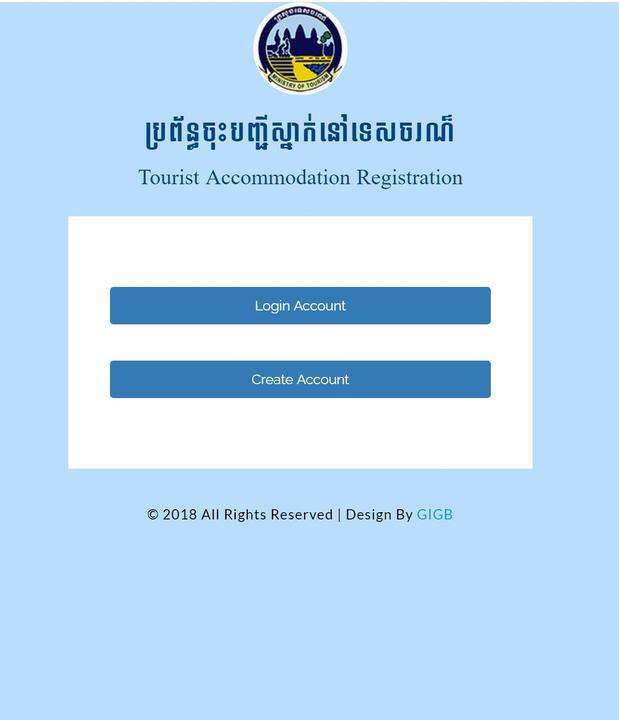 ក្រសួងទេសចរណ៍
MINISTRY OF TOURISM
ប្រព័ន្ធចុះបញ្ជីស្នាក់នៅទេសចរណ៍
Tourist Accommodation Registration
Login Account
Create Account
© 2018 All Rights Reserved | Design By GIGB